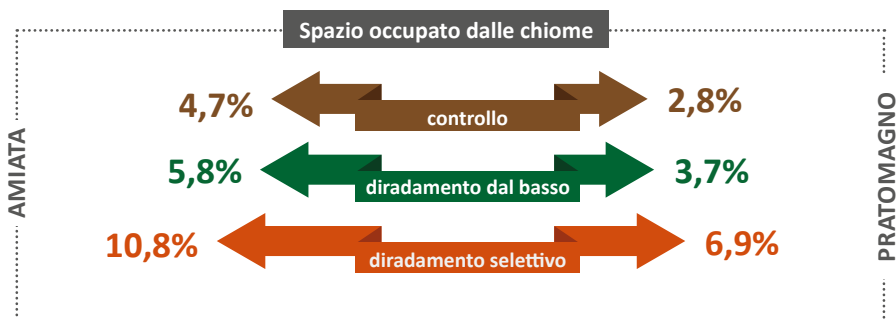 Spazio occupato dalle chiome
AMIATA
4,7%
controllo
2,8%
5,8%
diradamento dal basso
3,7%
10,8%
diradamento selettivo
6,9%
PRATOMAGNO